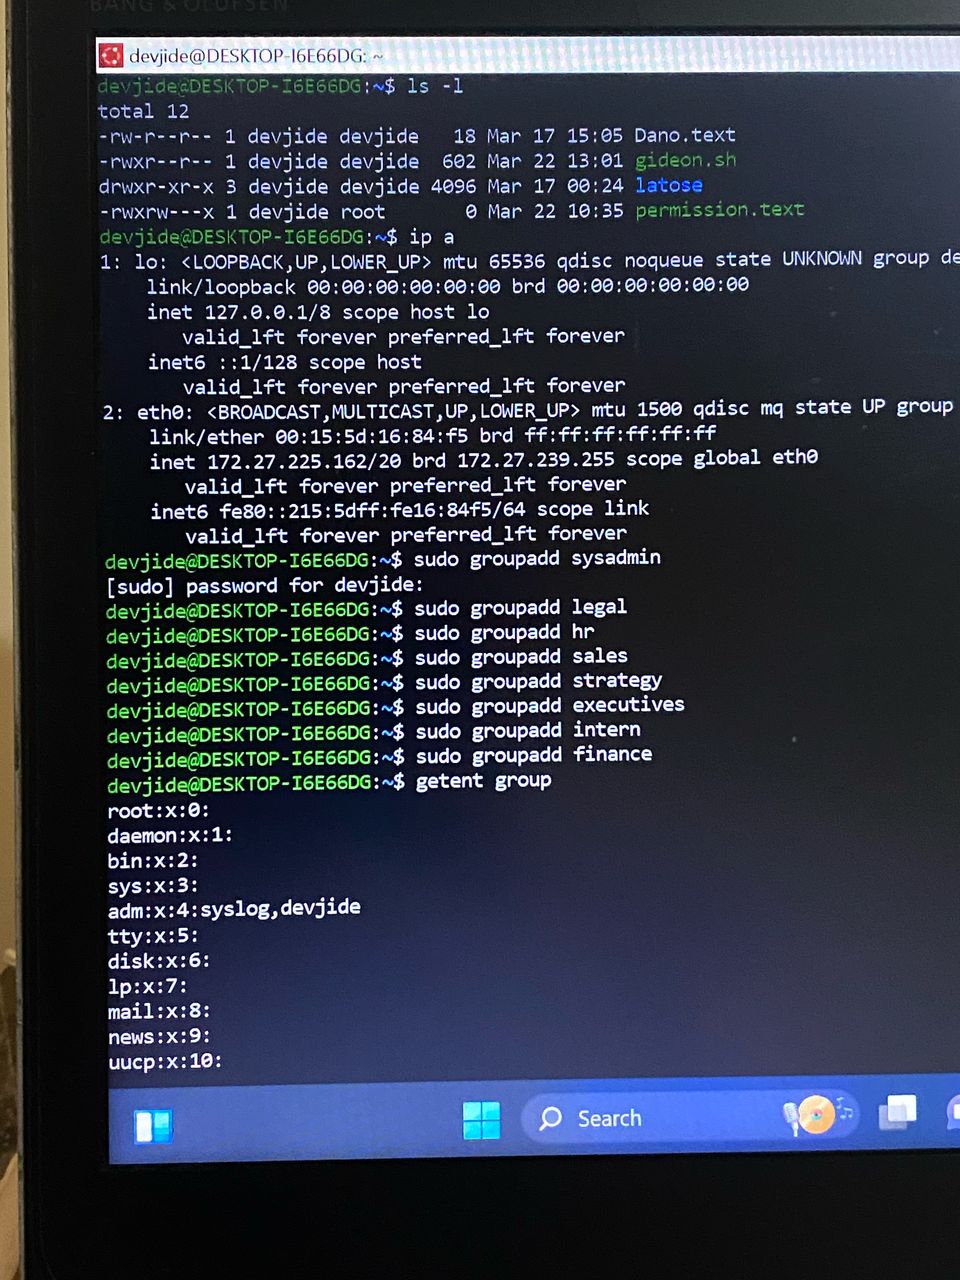 BANG & OLUFSEN
devjide@DESKTOP-I6E66DG: ~
devjide@DESKTOP-I6E66DG:~$ ls -l
total 12
-rw-r--r-- 1 devjide devjide   18 Mar 17 15:05 Dano.text
-rwxr--r-- 1 devjide devjide  602 Mar 22 13:01 gideon.sh
drwxr-xr-x 3 devjide devjide 4096 Mar 17 00:24 latose
-rwxrw---x 1 devjide root       0 Mar 22 10:35 permission.text
devjide@DESKTOP-I6E66DG:~$ ip a
1: lo: <LOOPBACK,UP,LOWER_UP> mtu 65536 qdisc noqueue state UNKNOWN group de
    link/loopback 00:00:00:00:00:00 brd 00:00:00:00:00:00
    inet 127.0.0.1/8 scope host lo
       valid_lft forever preferred_lft forever
    inet6 ::1/128 scope host
       valid_lft forever preferred_lft forever
2: eth0: <BROADCAST,MULTICAST,UP,LOWER_UP> mtu 1500 qdisc mq state UP group
    link/ether 00:15:5d:16:84:f5 brd ff:ff:ff:ff:ff:ff
    inet 172.27.225.162/20 brd 172.27.239.255 scope global eth0
       valid_lft forever preferred_lft forever
    inet6 fe80::215:5dff:fe16:84f5/64 scope link
       valid_lft forever preferred_lft forever
devjide@DESKTOP-I6E66DG:~$ sudo groupadd sysadmin
[sudo] password for devjide:
devjide@DESKTOP-I6E66DG:~$ sudo groupadd legal
devjide@DESKTOP-I6E66DG:~$ sudo groupadd hr
devjide@DESKTOP-I6E66DG:~$ sudo groupadd sales
devjide@DESKTOP-I6E66DG:~$ sudo groupadd strategy
devjide@DESKTOP-I6E66DG:~$ sudo groupadd executives
devjide@DESKTOP-I6E66DG:~$ sudo groupadd intern
devjide@DESKTOP-I6E66DG:~$ sudo groupadd finance
devjide@DESKTOP-I6E66DG:~$ getent group
root:x:0:
daemon:x:1:
bin:x:2:
sys:x:3:
adm:x:4:syslog,devjide
tty:x:5:
disk:x:6:
lp:x:7:
mail:x:8:
news:x:9:
uucp:x:10:
Search